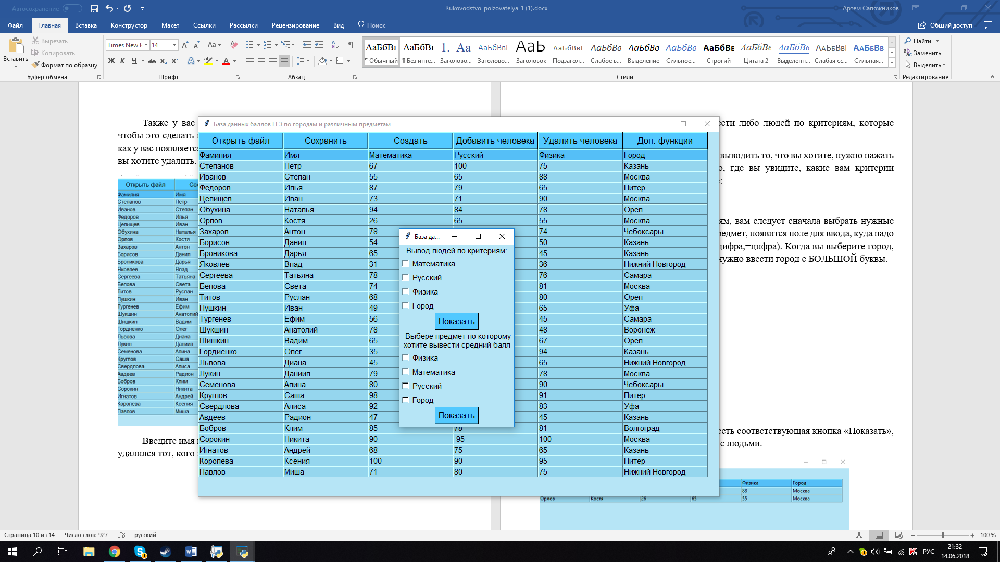 Автосохранение
Rukovodstvo_polzovatelya_1 (1).docx
Артем Сапожников
Файл Главная Вставка Конструктор Макет Ссылки Рассылки Рецензирование Вид Поиск Общий доступ
Вставить
Вырезать
Копировать
Формат по образцу
Буфер обмена
Times New R 14
Ж К Ч abc x₂ x²
Шрифт
Абзац
АаБбВв АаБбВв 1. Аа АаБбВвГ АаЬ АаБбВвГ АаБбВв АаБбВв АаБбВв АаБбВв АаБбВв АаБбВв АаБбВвІ АаБбВв
¶ Обычный ¶ Без инте... Заголово... Заголово... Заголовок Подзагол... Слабое в... Выделение Сильное... Строгий Цитата 2 Выделенн... Слабая сс... Сильная...
Стили
Найти
Заменить
Выделить
Редактирование
Также у вас
чтобы это сделать
как у вас появляется
вы хотите удалить.
Открыть файл
Фамилия Имя
Степанов Петр
Иванов Степан
Федоров Илья
Целищев Иван
Обухина Наталья
Орлов Костя
Захаров Антон
Борисов Данил
Броникова Дарья
Яковлев Влад
Сергеева Татьяна
Белова Света
Титов Руслан
Пушкин Иван
Тургенев Ефим
Шукшин Анатолий
Шишкин Вадим
Гордиенко Олег
Львова Диана
Лукин Даниил
Семенова Алина
Круглов Саша
Свердлова Алиса
Авдеев Радион
Бобров Клим
Сорокин Никита
Игнатов Андрей
Королева Ксения
Павлов Миша
Введите имя
удалился тот, кого
База данных баллов ЕГЭ по городам и различным предметам
Открыть файл Сохранить Создать Добавить человека Удалить человека Доп. функции
Фамилия Имя Математика Русский Физика Город
Степанов Петр 67 100 75 Казань
Иванов Степан 55 65 88 Москва
Федоров Илья 87 79 65 Питер
Целищев Иван 73 71 90 Москва
Обухина Наталья 94 84 78 Орел
Орлов Костя 26 65 55 Москва
Захаров Антон 78 74 Чебоксары
Борисов Данил 54 50 Казань
Броникова Дарья 65 45 Казань
Яковлев Влад 31 36 Нижний Новгород
Сергеева Татьяна 78 76 Самара
Белова Света 74 81 Москва
Титов Руслан 68 80 Орел
Пушкин Иван 49 65 Уфа
Тургенев Ефим 56 45 Самара
Шукшин Анатолий 78 48 Воронеж
Шишкин Вадим 65 67 Орел
Гордиенко Олег 35 94 Казань
Львова Диана 45 65 Нижний Новгород
Лукин Даниил 79 78 Москва
Семенова Алина 80 90 Чебоксары
Круглов Саша 98 91 Питер
Свердлова Алиса 92 83 Уфа
Авдеев Радион 47 45 Казань
Бобров Клим 85 78 81 Волгоград
Сорокин Никита 90 95 100 Москва
Игнатов Андрей 68 75 65 Казань
Королева Ксения 100 90 95 Питер
Павлов Миша 71 80 75 Нижний Новгород
База да...
Вывод людей по критериям:
Математика
Русский
Физика
Город
Показать
Выбере предмет по которому
хотите вывести средний балл
Физика
Математика
Русский
Город
Показать
ести либо людей по критериям, которые
выводить то, что вы хотите, нужно нажать
о, где вы увидите, какие вам критерии
ям, вам следует сначала выбрать нужные
редмет, появится поле для ввода, куда надо
цифра,=цифра). Когда вы выберите город,
нужно ввести город с БОЛЬШОЙ буквы.
есть соответствующая кнопка «Показать»,
с людьми.
Физика Город
88 Москва
Орлов Костя 26 65 55 Москва
Страница 10 из 14 Число слов: 927 русский 100 %
РУС
21:32
14.06.2018